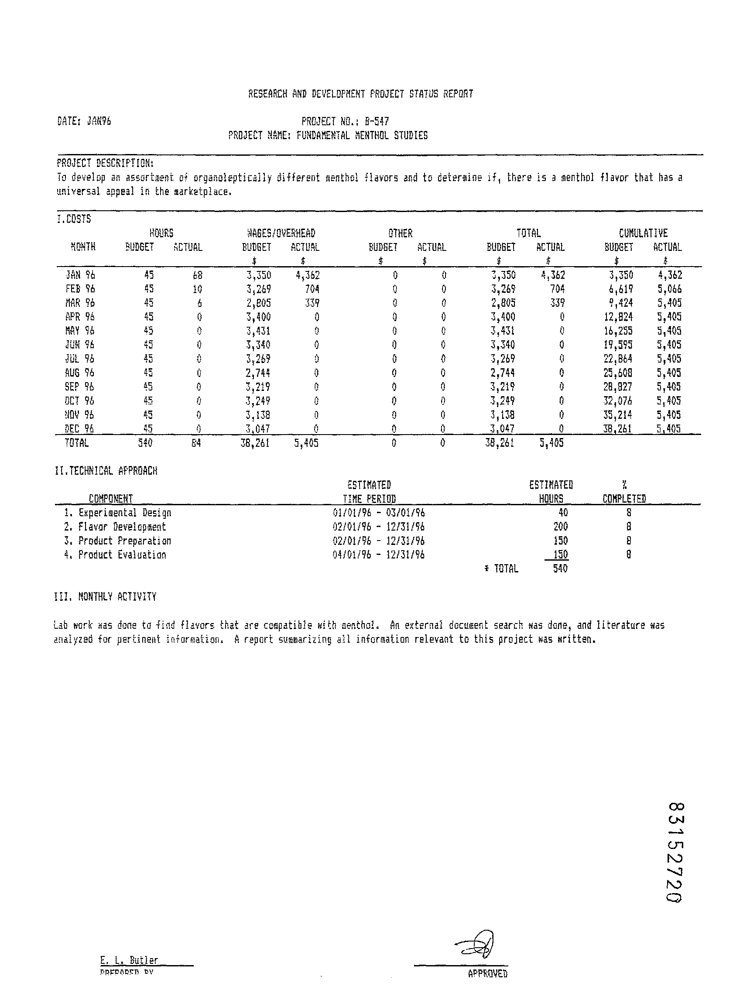 RESEARCH AND DEVELOPMENT PROJECT STATUS REPORT
DATE: JAN96 PROJECT NO.: B-547
PROJECT NAME: FUNDAMENTAL MENTHOL STUDIES
PROJECT DESCRIPTION:
To develop an assortment of organoleptically different menthol flavors and to determine if, there is a menthol flavor that has a
universal appeal in the marketplace.
I.COSTS
HOURS WAGES/OVERHEAD OTHER TOTAL CUMULATIVE
MONTH BUDGET ACTUAL BUDGET ACTUAL BUDGET ACTUAL BUDGET ACTUAL BUDGET ACTUAL
$ $ $ $ $ $ $ $
JAN 96 45 68 3,350 4,362 0 0 3,350 4,362 3,350 4,362
FEB 96 45 10 3,269 704 0 0 3,269 704 6,619 5,066
MAR 96 45 6 2,805 339 0 0 2,805 339 9,424 5,405
APR 96 45 0 3,400 0 0 0 3,400 0 12,824 5,405
MAY 96 45 0 3,431 0 0 0 3,431 0 16,255 5,405
JUN 96 45 0 3,340 0 0 0 3,340 0 19,595 5,405
JUL 96 45 0 3,269 0 0 0 3,269 0 22,864 5,405
AUG 96 45 0 2,744 0 0 0 2,744 0 25,608 5,405
SEP 96 45 0 3,219 0 0 0 3,219 0 28,827 5,405
OCT 96 45 0 3,249 0 0 0 3,249 0 32,076 5,405
NOV 96 45 0 3,138 0 0 0 3,138 0 35,214 5,405
DEC 96 45 0 3,047 0 0 0 3,047 0 38,261 5,405
TOTAL 540 84 38,261 5,405 0 0 38,261 5,405
II.TECHNICAL APPROACH
ESTIMATED ESTIMATED %
COMPONENT TIME PERIOD HOURS COMPLETED
1. Experimental Design 01/01/96 - 03/01/96 40 8
2. Flavor Development 02/01/96 - 12/31/96 200 8
3. Product Preparation 02/01/96 - 12/31/96 150 8
4. Product Evaluation 04/01/96 - 12/31/96 150 8
* TOTAL 540
III. MONTHLY ACTIVITY
Lab work was done to find flavors that are compatible with menthol. An external document search was done, and literature was
analyzed for pertinent information. A report summarizing all information relevant to this project was written.
83152720
E. L. Butler
PREPARED BY APPROVED